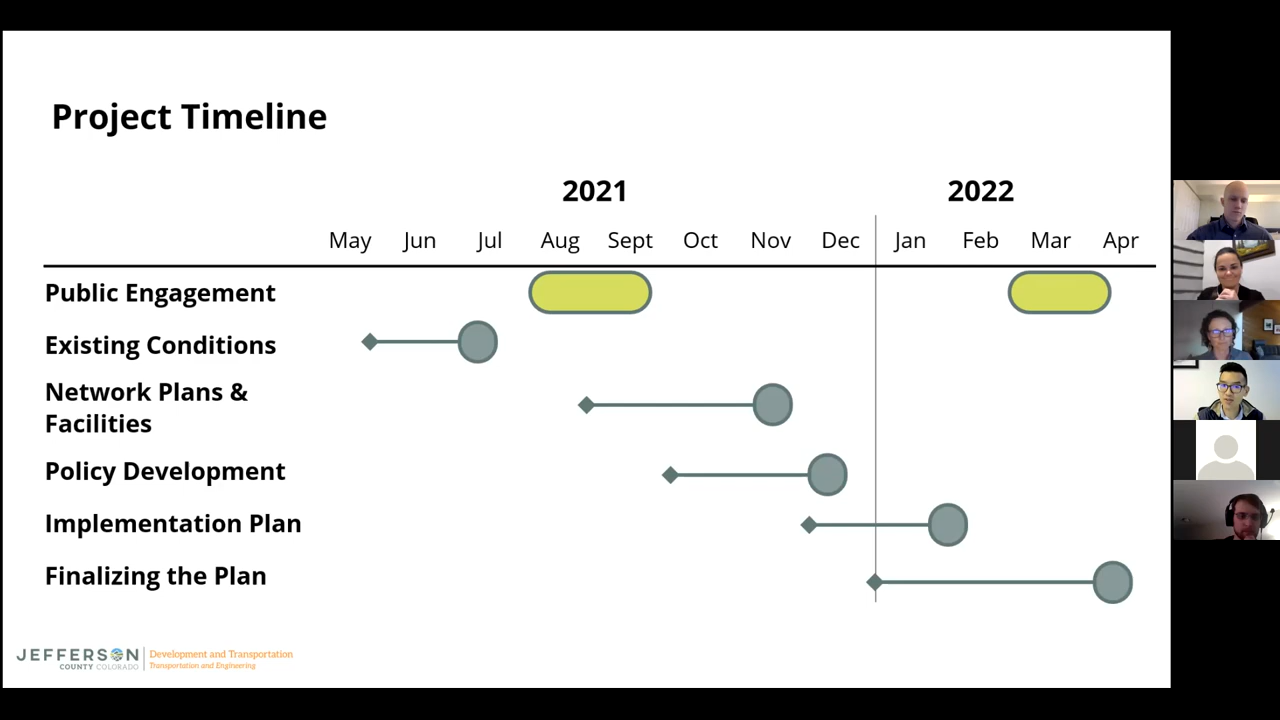 Project Timeline
2021 2022
May Jun Jul Aug Sept Oct Nov Dec Jan Feb Mar Apr
Public Engagement
Existing Conditions
Network Plans &
Facilities
Policy Development
Implementation Plan
Finalizing the Plan
JEFFERSON
COUNTY COLORADO
Development and Transportation
Transportation and Engineering